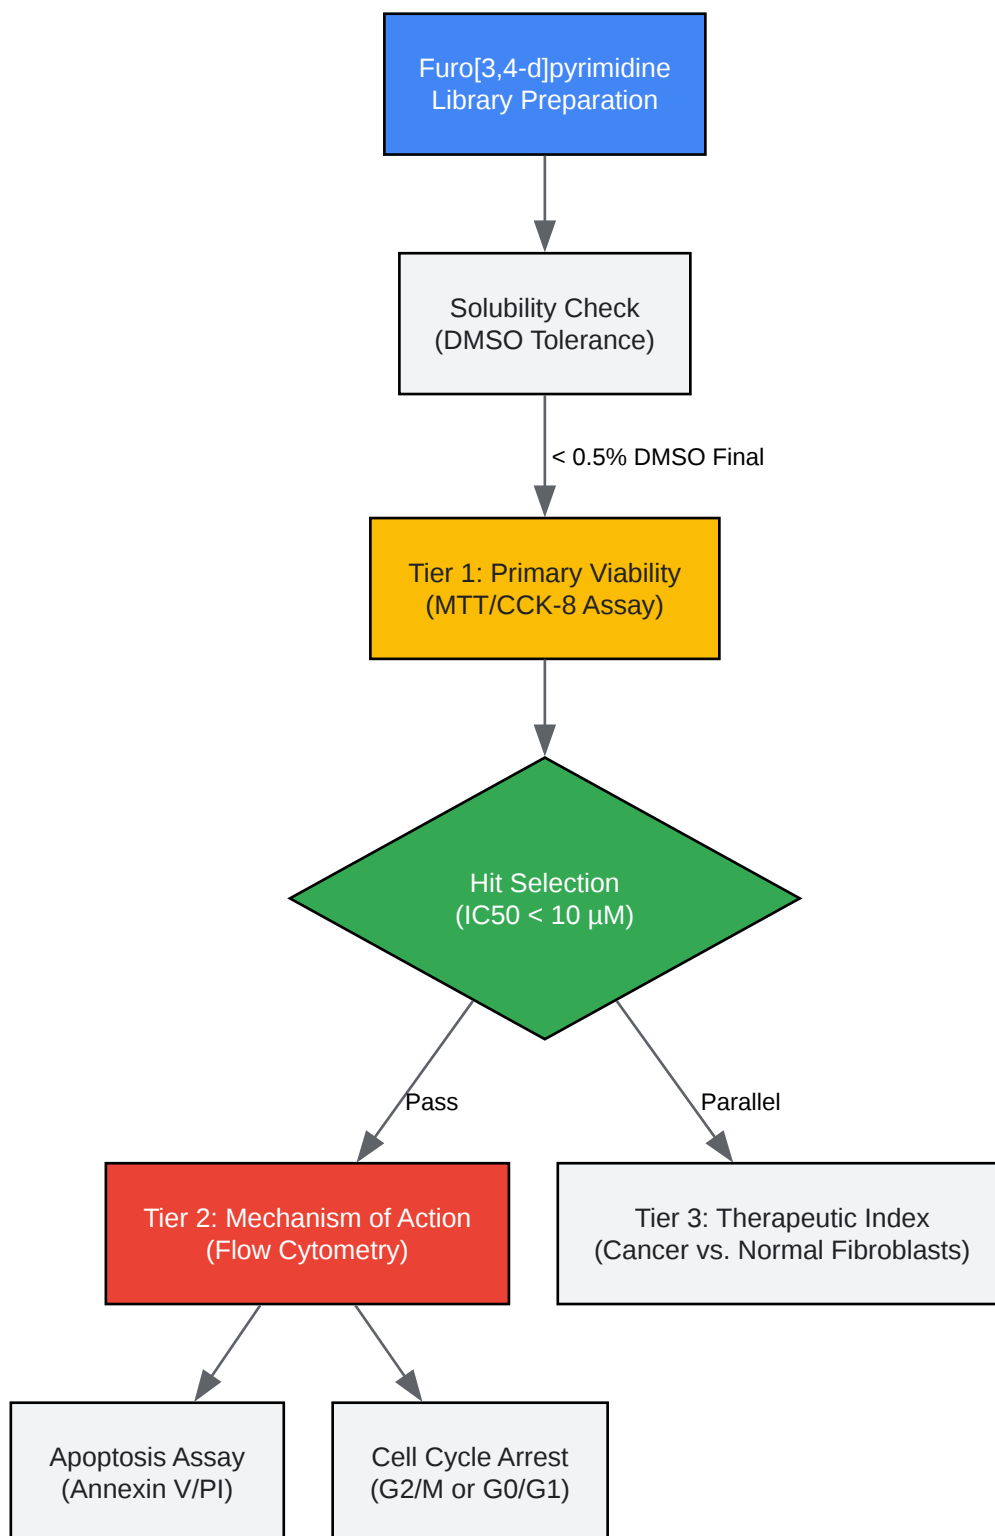 Furo[3,4-d]pyrimidine
Library Preparation
Solubility Check
(DMSO Tolerance)
< 0.5% DMSO Final
Tier 1: Primary Viability
(MTT/CCK-8 Assay)
Hit Selection
(IC50 < 10 µM)
Pass
Parallel
Tier 2: Mechanism of Action
(Flow Cytometry)
Tier 3: Therapeutic Index
(Cancer vs. Normal Fibroblasts)
Apoptosis Assay
(Annexin V/PI)
Cell Cycle Arrest
(G2/M or G0/G1)